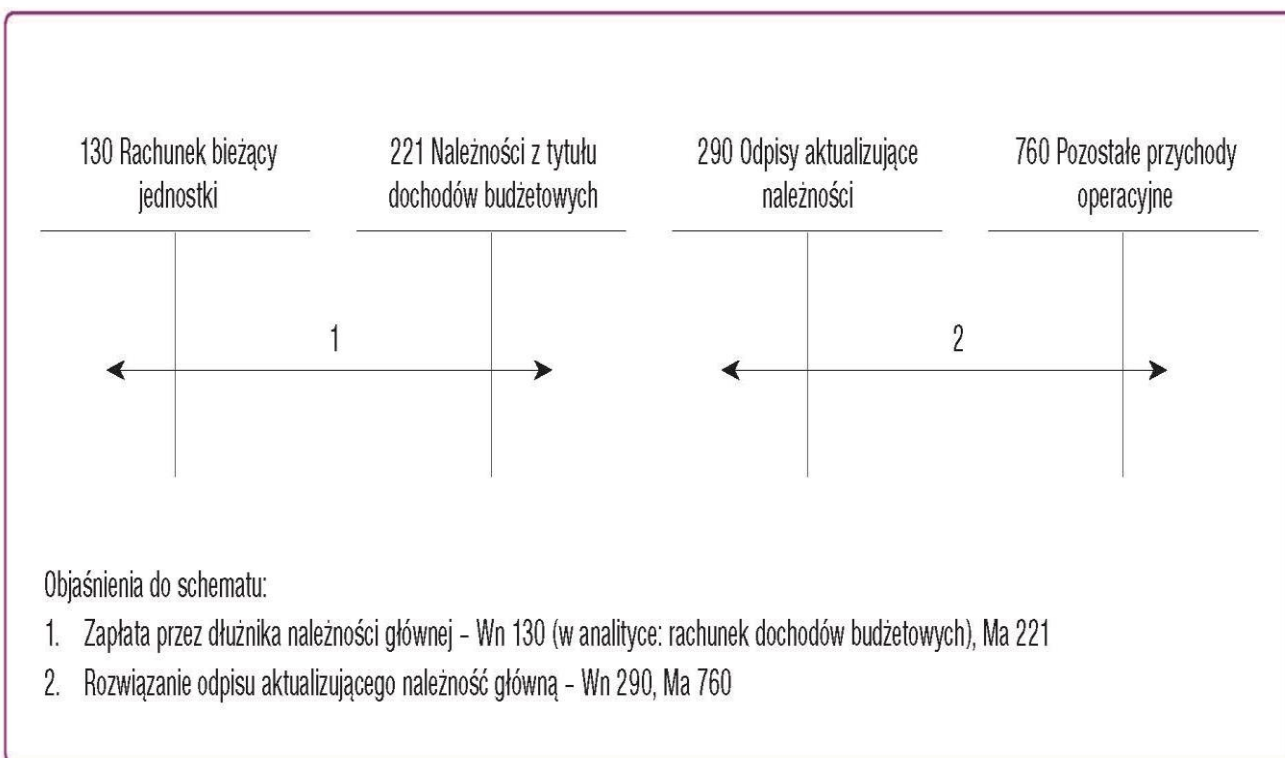 130 Rachunek bieżący
jednostki
221 Należności z tytułu
dochodów budżetowych
290 Odpisy aktualizujące
należności
760 Pozostałe przychody
operacyjne
1
2
Objaśnienia do schematu:
1. Zapłata przez dłużnika należności głównej – Wn 130 (w analityce: rachunek dochodów budżetowych), Ma 221
2. Rozwiązanie odpisu aktualizującego należność główną – Wn 290, Ma 760